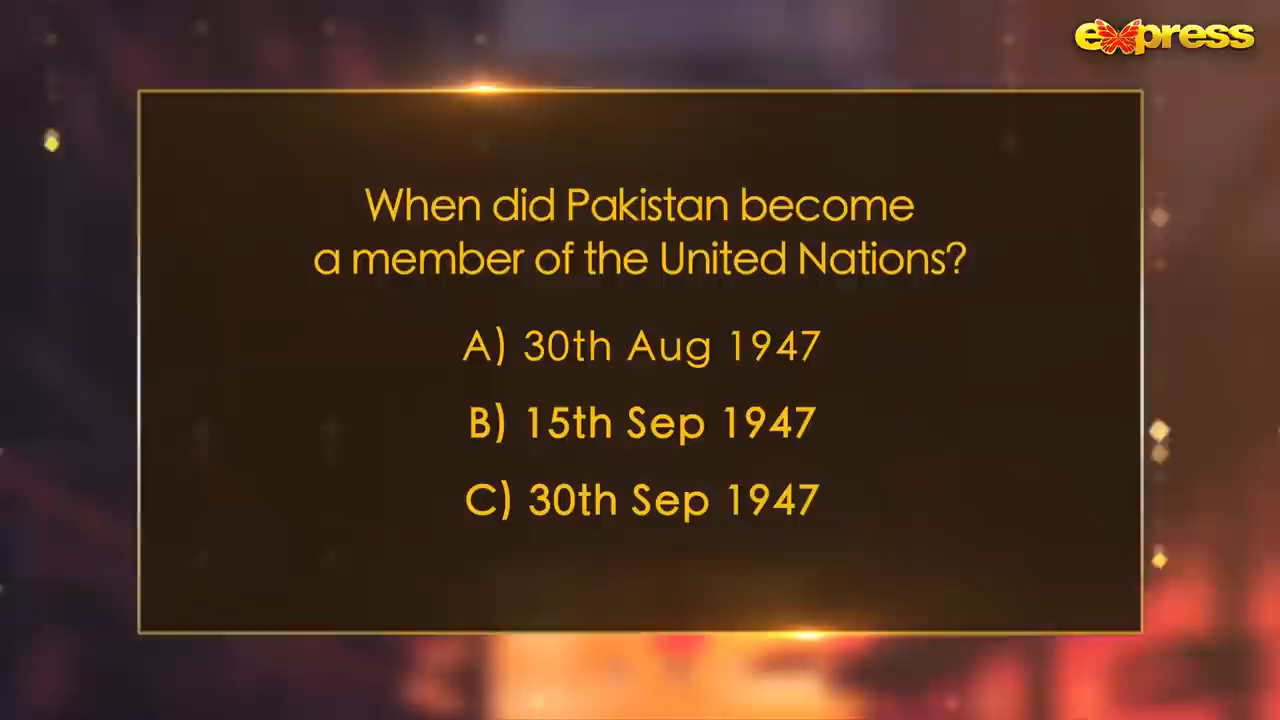 express
When did Pakistan become
a member of the United Nations?
A) 30th Aug 1947
B) 15th Sep 1947
C) 30th Sep 1947